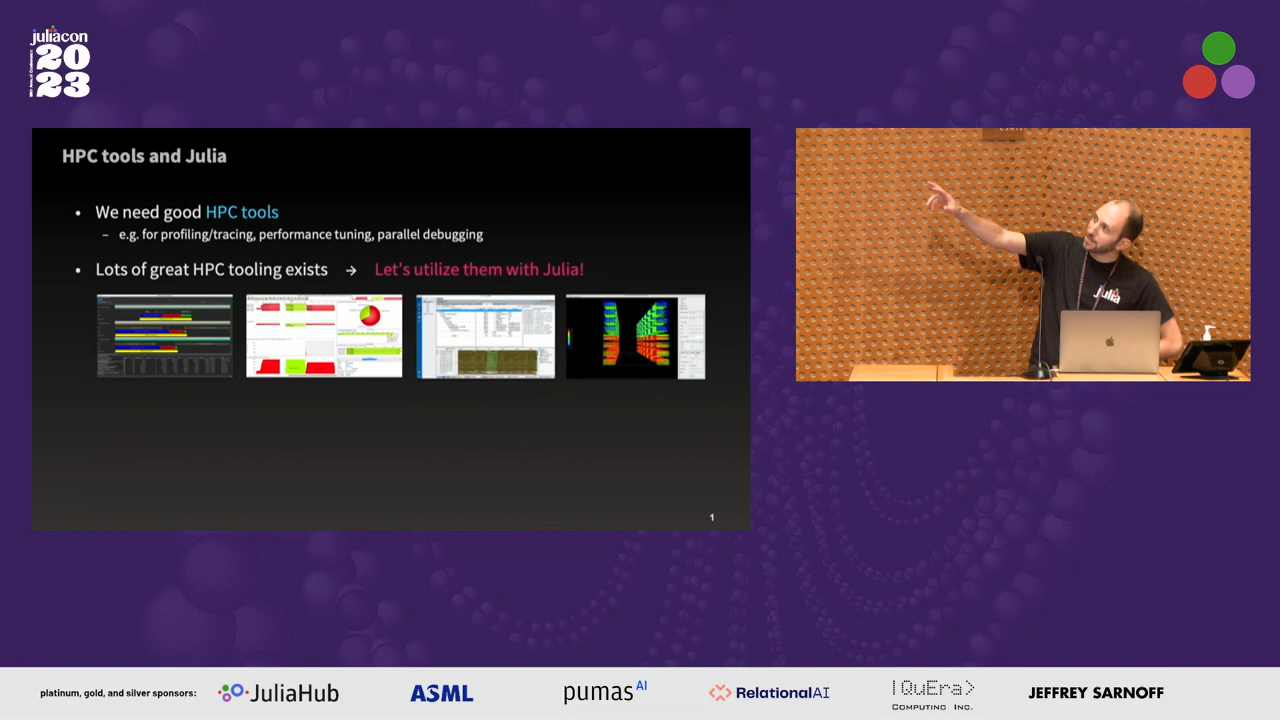 juliacon
20
23
HPC tools and Julia
• We need good HPC tools
– e.g. for profiling/tracing, performance tuning, parallel debugging
• Lots of great HPC tooling exists → Let's utilize them with Julia!
1
julia
platinum, gold, and silver sponsors:
JuliaHub
ASML
pumas AI
RelationalAI
|QuEra>
COMPUTING INC.
JEFFREY SARNOFF